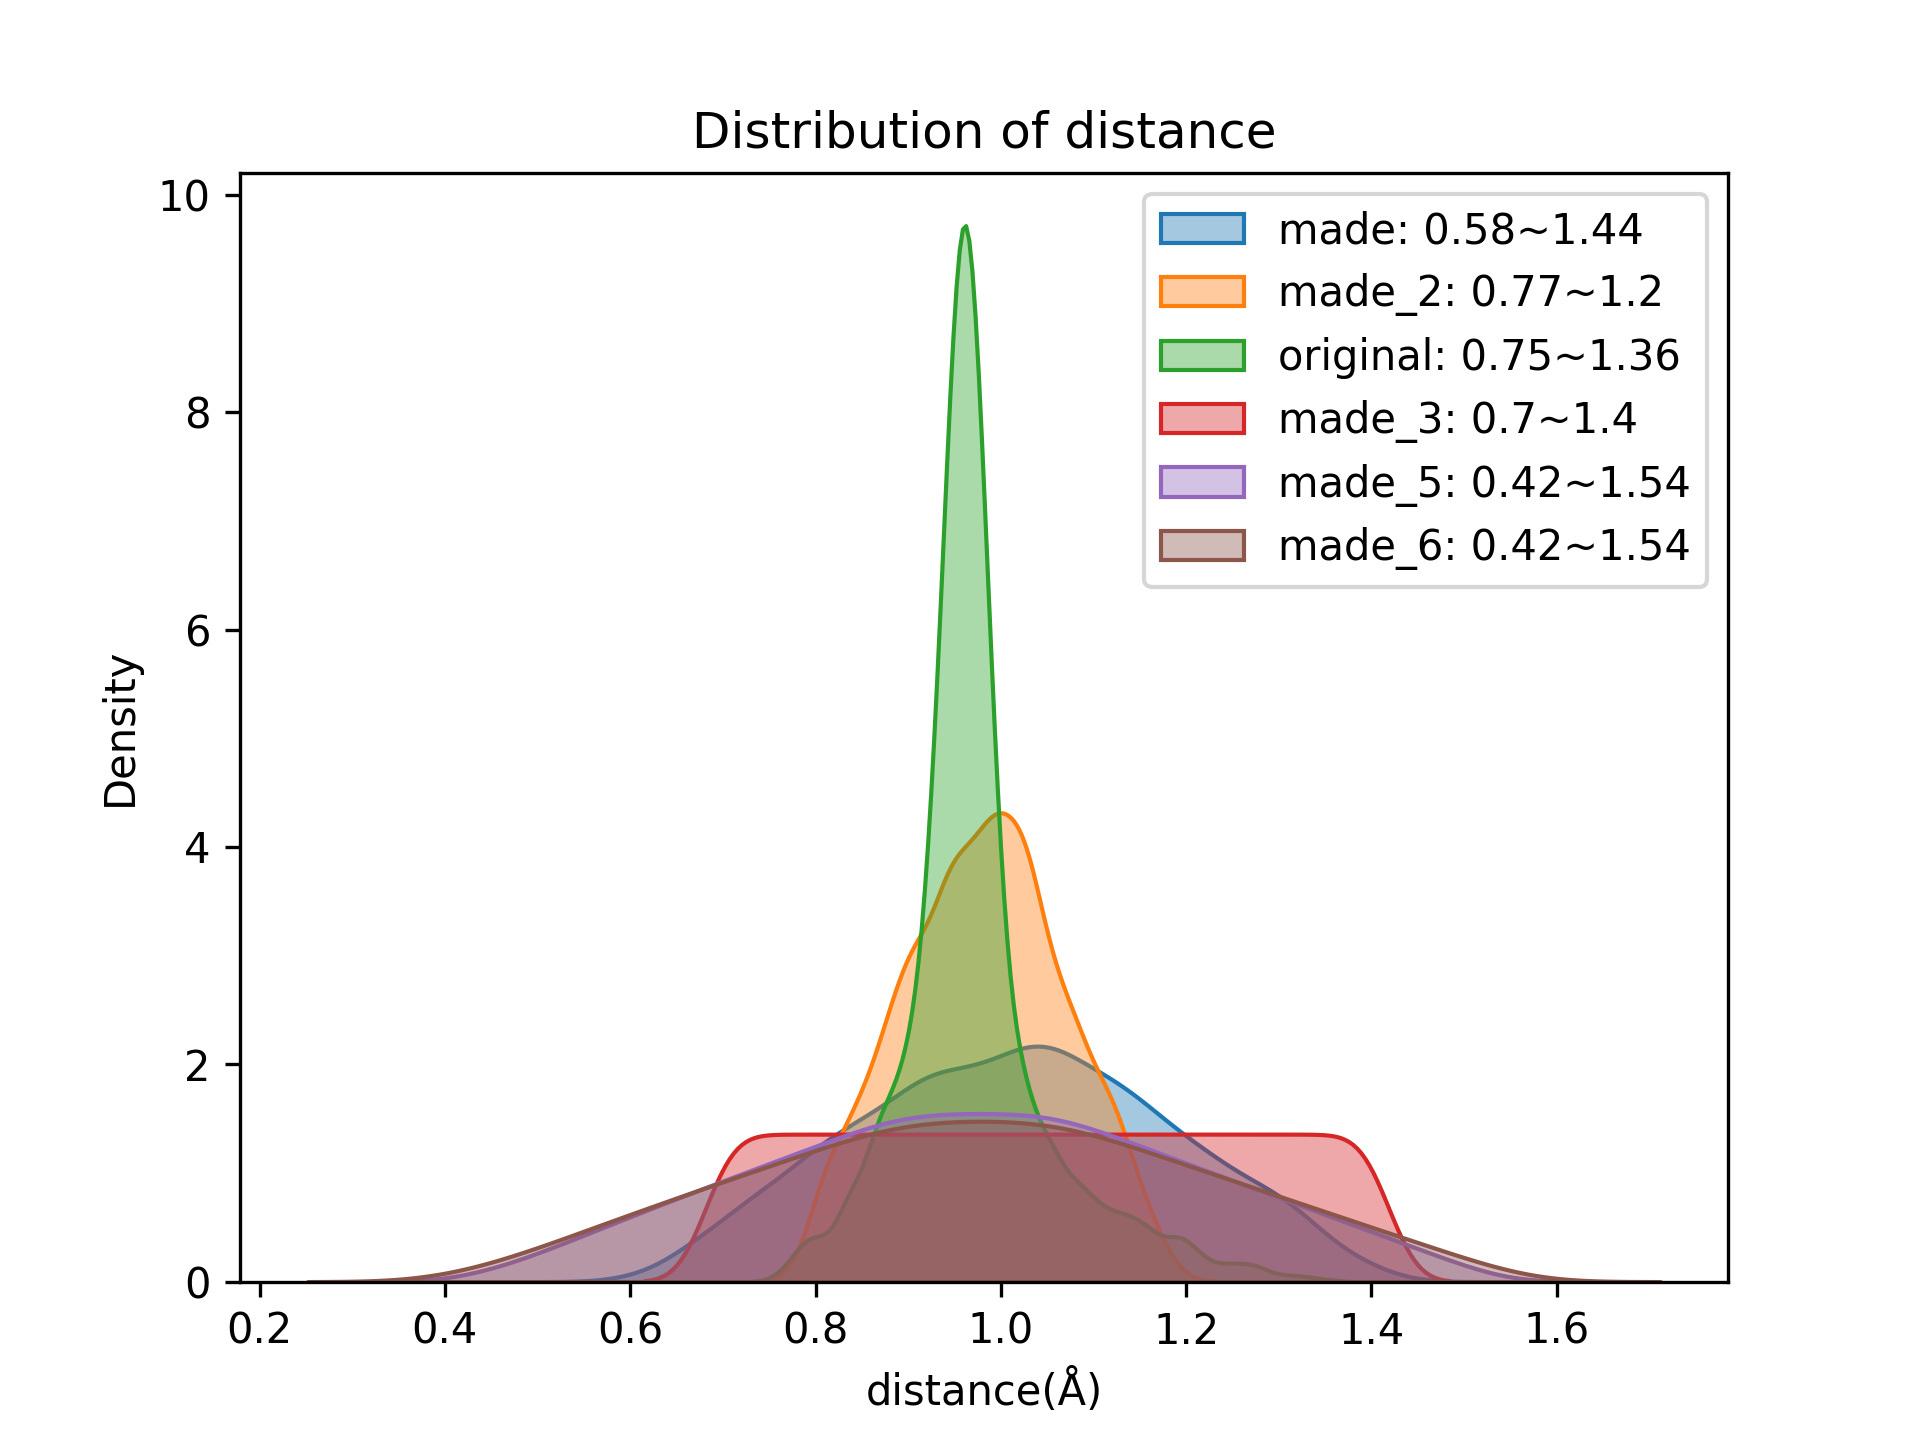 Distribution of distance
10
8
6
4
2
0
Density
made: 0.58~1.44
made_2: 0.77~1.2
original: 0.75~1.36
made_3: 0.7~1.4
made_5: 0.42~1.54
made_6: 0.42~1.54
0.2 0.4 0.6 0.8 1.0 1.2 1.4 1.6
distance(Å)